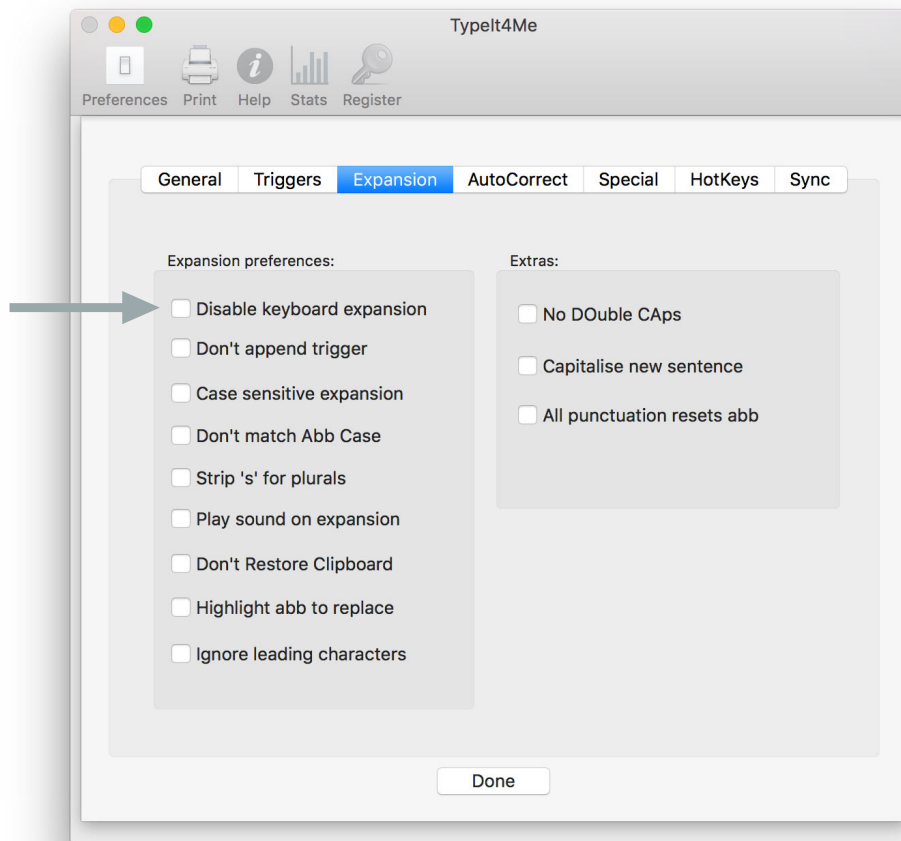 TypeIt4Me
Preferences Print Help Stats Register
General Triggers Expansion AutoCorrect Special HotKeys Sync
Expansion preferences:
Disable keyboard expansion
Don't append trigger
Case sensitive expansion
Don't match Abb Case
Strip 's' for plurals
Play sound on expansion
Don't Restore Clipboard
Highlight abb to replace
Ignore leading characters
Extras:
No DOuble CAps
Capitalise new sentence
All punctuation resets abb
Done